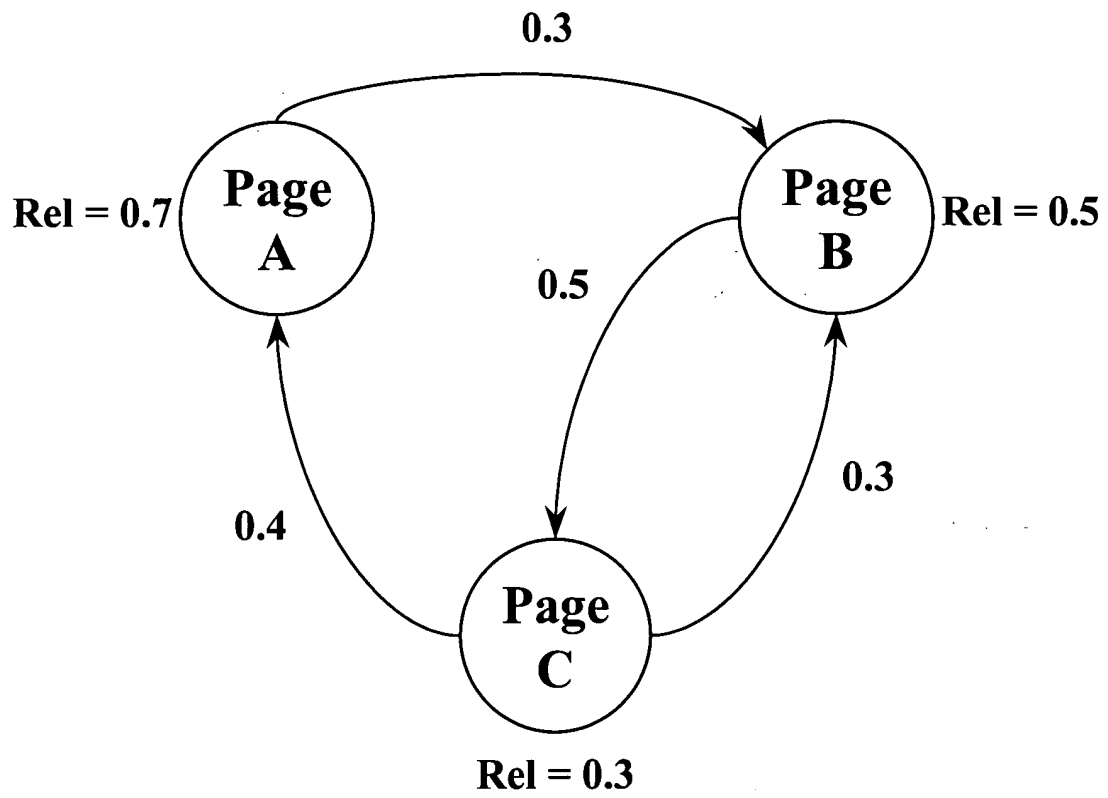 0.3
Page
A
Rel = 0.7
Page
B
Rel = 0.5
0.5
0.3
0.4
Page
C
Rel = 0.3